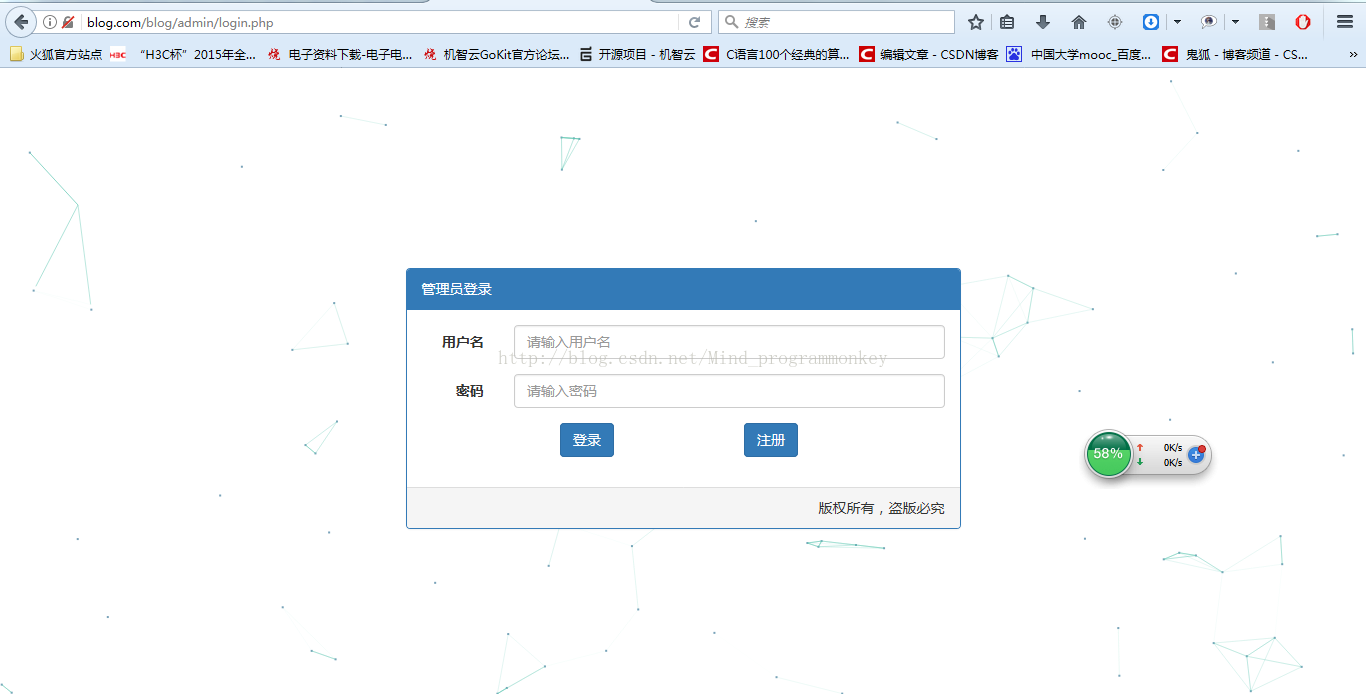 blog.com/blog/admin/login.php
搜索
火狐官方站点
H3C
“H3C杯”2015年全...
电子资料下载-电子电...
机智云GoKit官方论坛...
开源项目 - 机智云
C语言100个经典的算...
编辑文章 - CSDN博客
中国大学mooc_百度...
鬼狐 - 博客频道 - CS...
管理员登录
用户名
请输入用户名
http://blog.csdn.net/Mind_programmonkey
密码
请输入密码
登录
注册
58%
0K/s
0K/s
版权所有，盗版必究